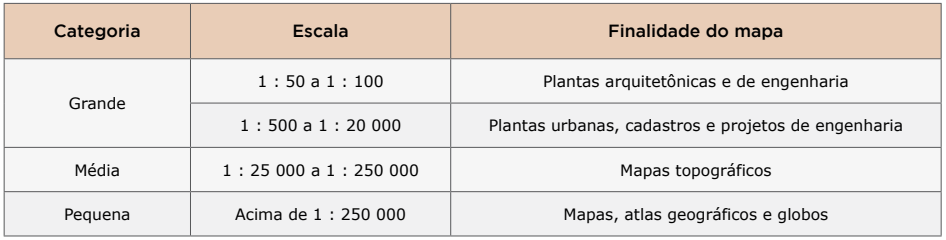 Categoria Escala Finalidade do mapa
Grande
1 : 50 a 1 : 100 Plantas arquitetônicas e de engenharia
1 : 500 a 1 : 20 000 Plantas urbanas, cadastros e projetos de engenharia
Média 1 : 25 000 a 1 : 250 000 Mapas topográficos
Pequena Acima de 1 : 250 000 Mapas, atlas geográficos e globos